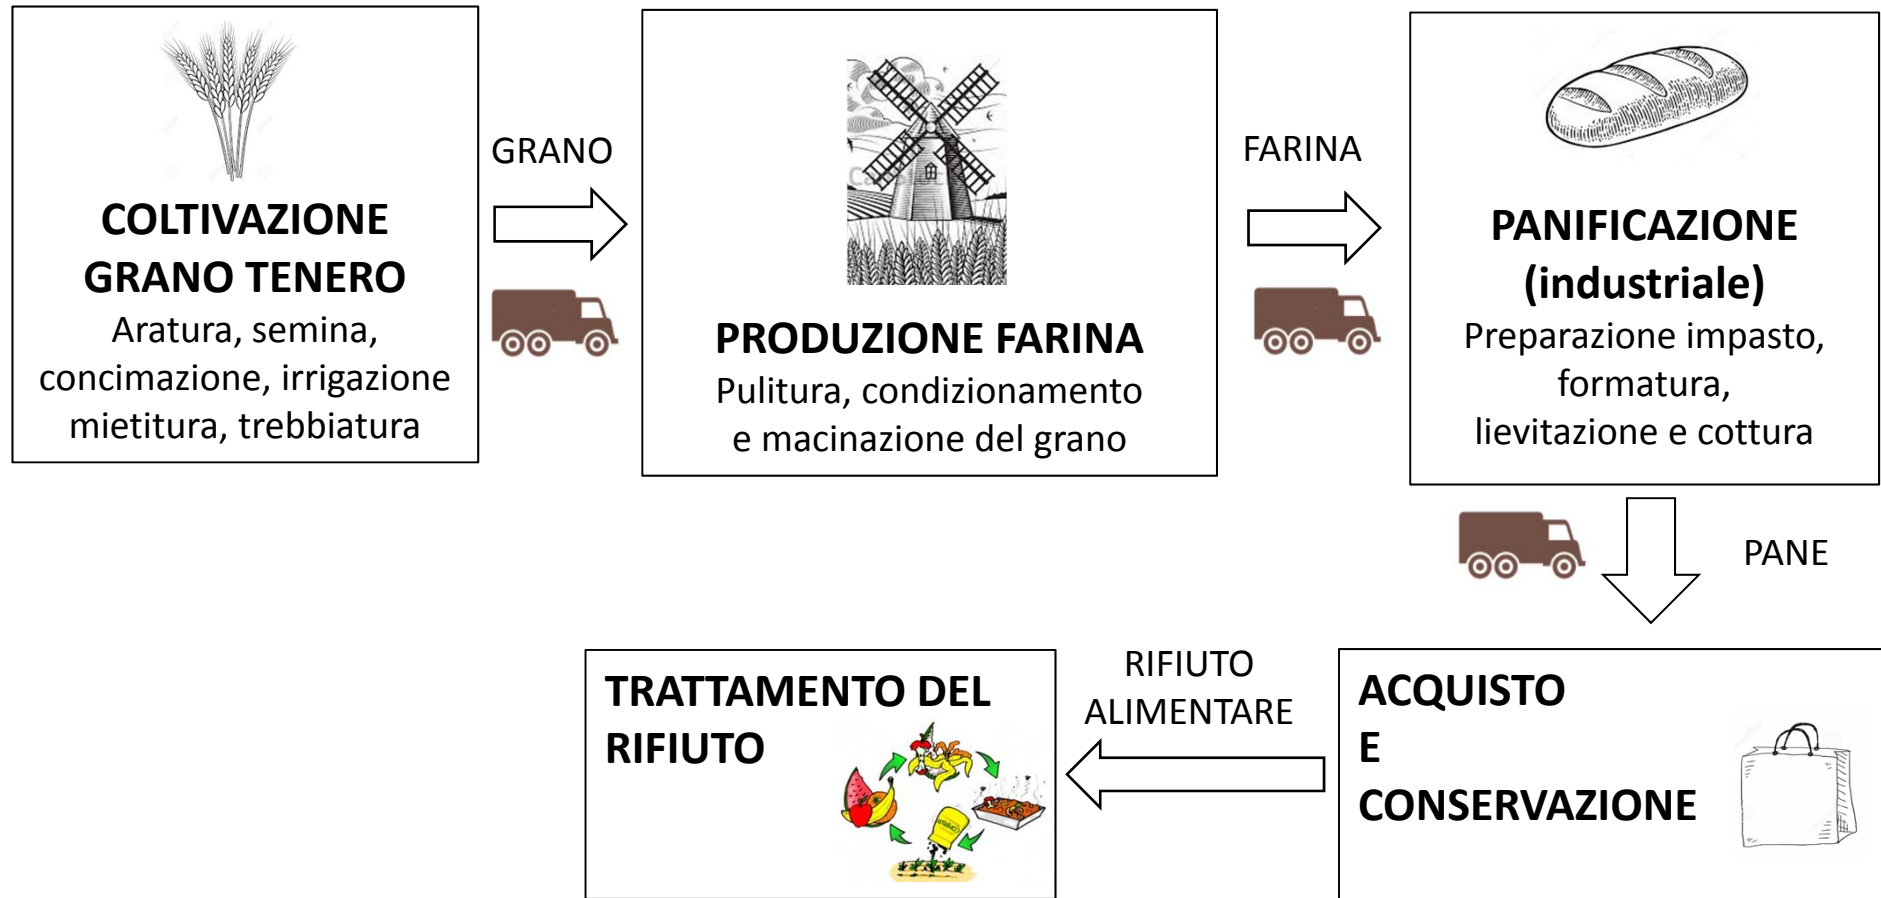 COLTIVAZIONE
GRANO TENERO
Aratura, semina,
concimazione, irrigazione
mietitura, trebbiatura
GRANO
PRODUZIONE FARINA
Pulitura, condizionamento
e macinazione del grano
FARINA
PANIFICAZIONE
(industriale)
Preparazione impasto,
formatura,
lievitazione e cottura
PANE
ACQUISTO
E
CONSERVAZIONE
RIFIUTO
ALIMENTARE
TRATTAMENTO DEL
RIFIUTO